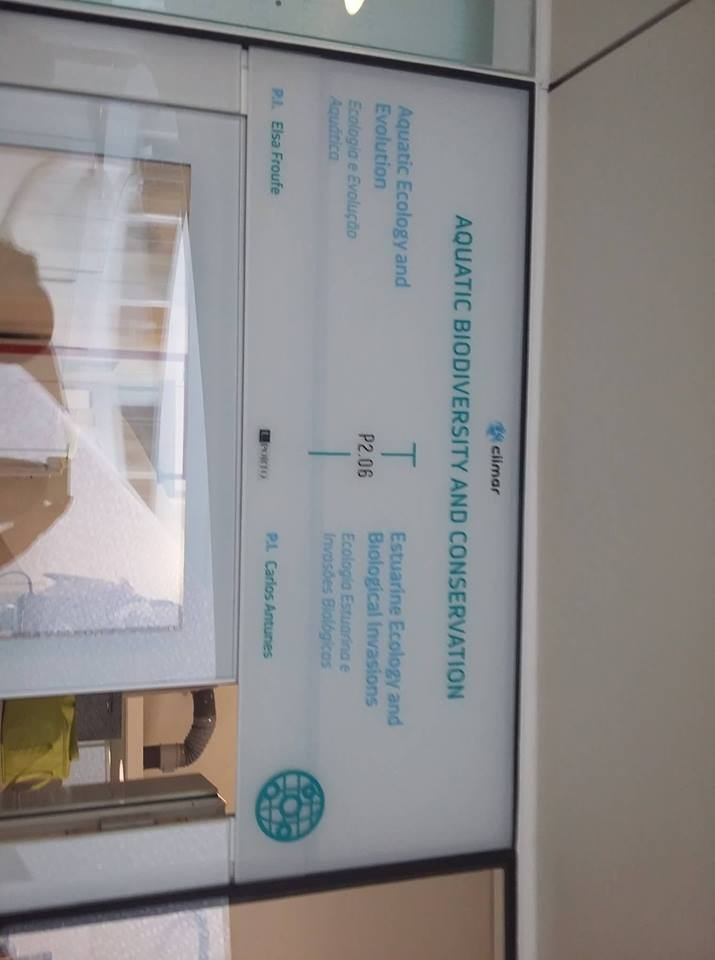 ciimar
AQUATIC BIODIVERSITY AND CONSERVATION
Aquatic Ecology and
Evolution
Ecologia e Evolução
Aquática
P.I. Elsa Froufe
P2.06
U.PORTO
Estuarine Ecology and
Biological Invasions
Ecologia Estuarina e
Invasões Biológicas
P.I. Carlos Antunes